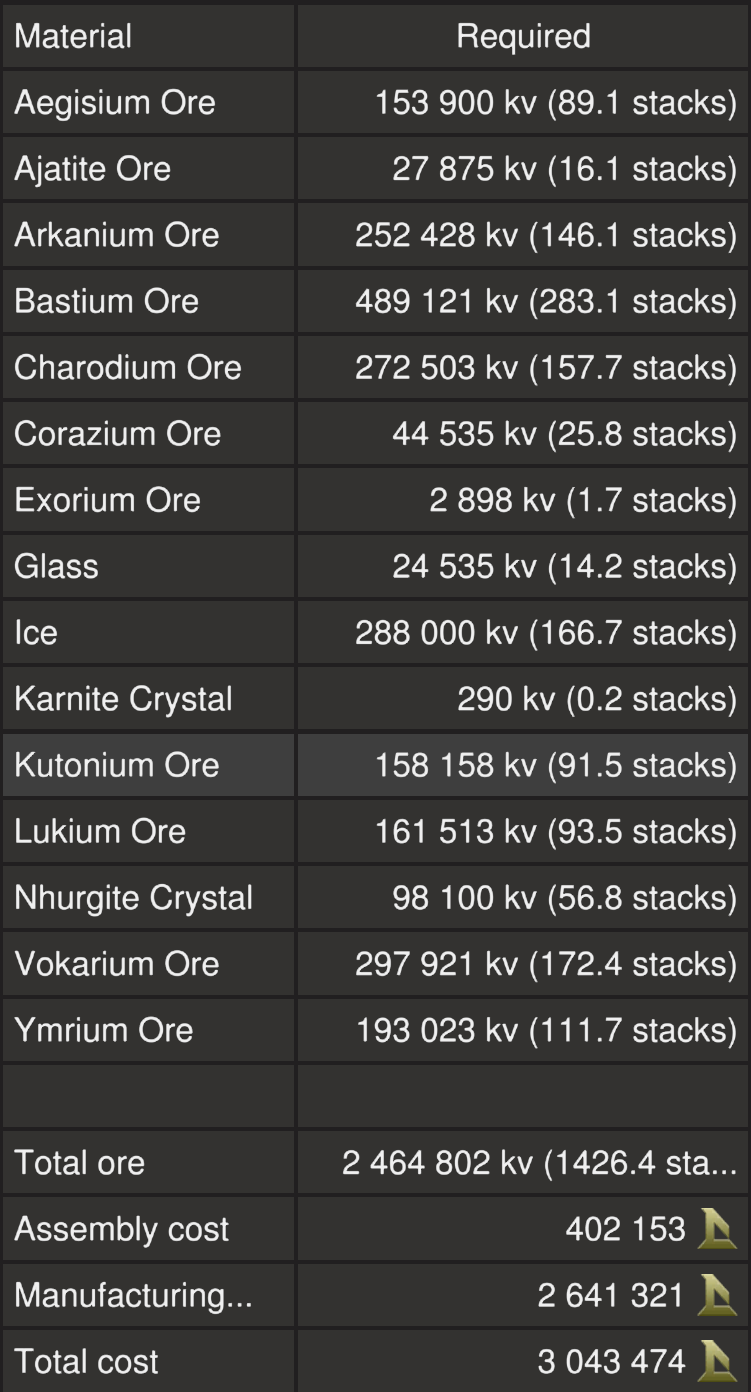 Material Required
Aegisium Ore 153 900 kv (89.1 stacks)
Ajatite Ore 27 875 kv (16.1 stacks)
Arkanium Ore 252 428 kv (146.1 stacks)
Bastium Ore 489 121 kv (283.1 stacks)
Charodium Ore 272 503 kv (157.7 stacks)
Corazium Ore 44 535 kv (25.8 stacks)
Exorium Ore 2 898 kv (1.7 stacks)
Glass 24 535 kv (14.2 stacks)
Ice 288 000 kv (166.7 stacks)
Karnite Crystal 290 kv (0.2 stacks)
Kutonium Ore 158 158 kv (91.5 stacks)
Lukium Ore 161 513 kv (93.5 stacks)
Nhurgite Crystal 98 100 kv (56.8 stacks)
Vokarium Ore 297 921 kv (172.4 stacks)
Ymrium Ore 193 023 kv (111.7 stacks)
Total ore 2 464 802 kv (1426.4 sta...
Assembly cost 402 153
Manufacturing... 2 641 321
Total cost 3 043 474